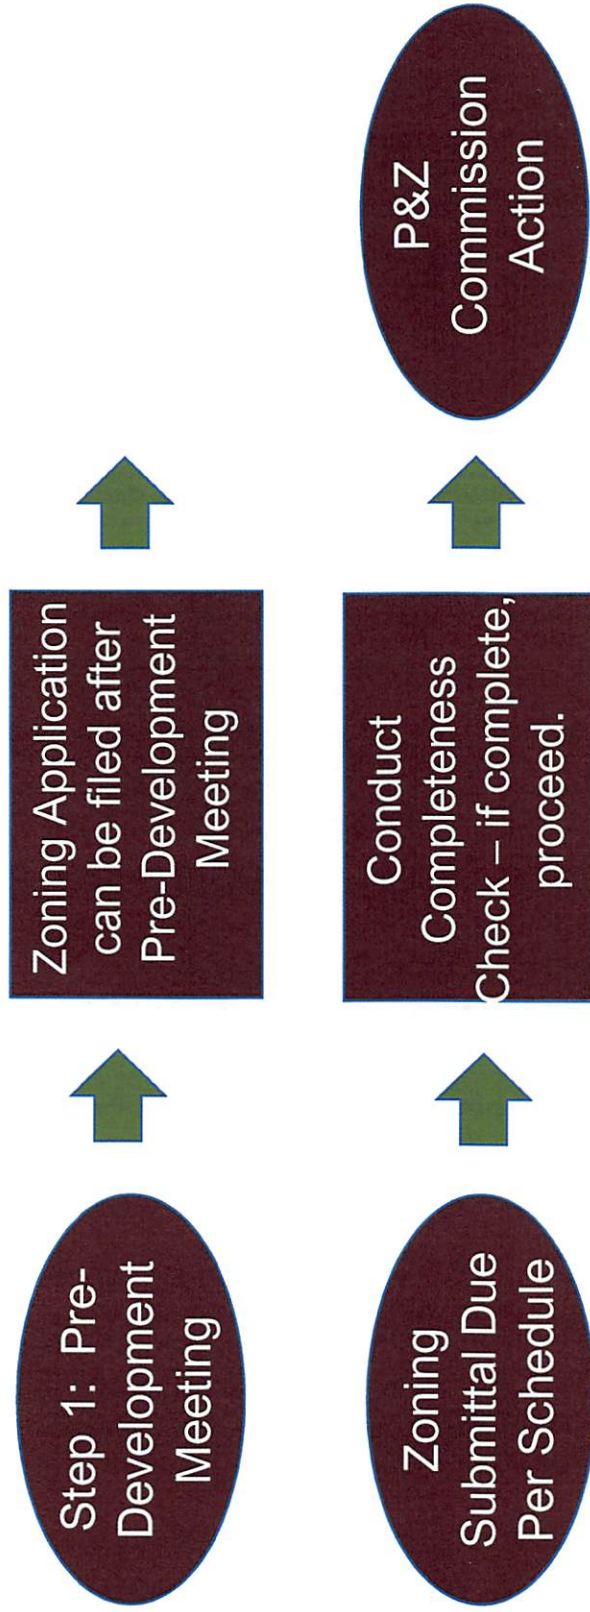 Step 1: Pre-
Development
Meeting
Zoning Application
can be filed after
Pre-Development
Meeting
Zoning
Submittal Due
Per Schedule
Conduct
Completeness
Check – if complete,
proceed.
P&Z
Commission
Action